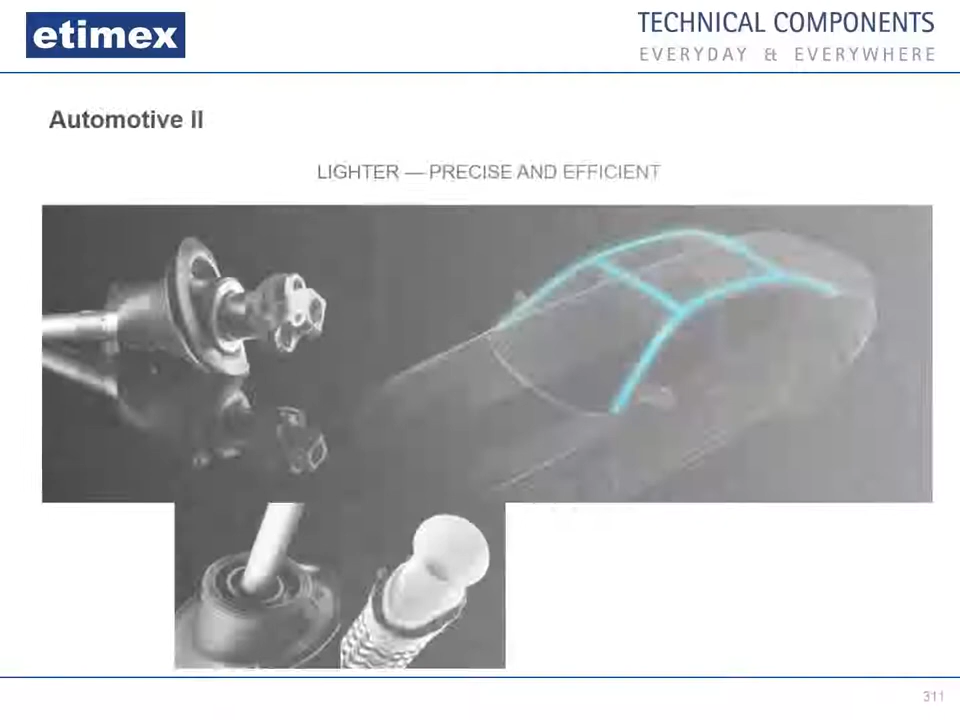 etimex
TECHNICAL COMPONENTS
EVERYDAY & EVERYWHERE
Automotive II
LIGHTER — PRECISE AND EFFICIENT
311